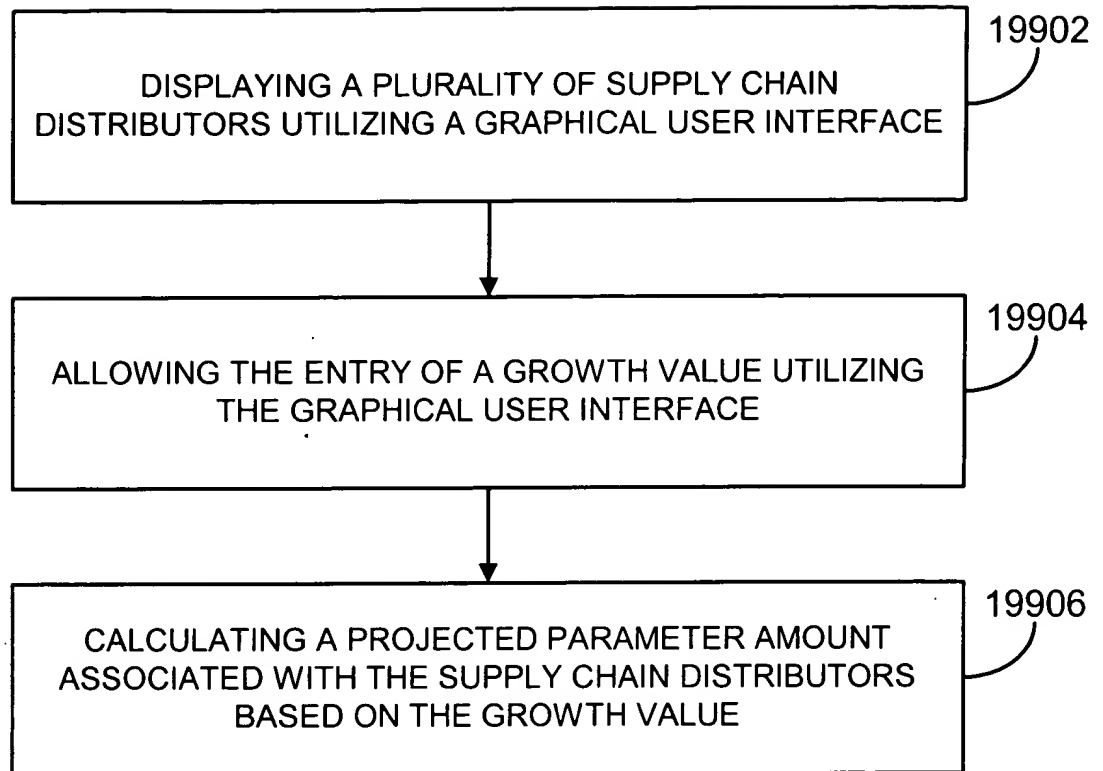 19902
DISPLAYING A PLURALITY OF SUPPLY CHAIN
DISTRIBUTORS UTILIZING A GRAPHICAL USER INTERFACE
19904
ALLOWING THE ENTRY OF A GROWTH VALUE UTILIZING
THE GRAPHICAL USER INTERFACE
19906
CALCULATING A PROJECTED PARAMETER AMOUNT
ASSOCIATED WITH THE SUPPLY CHAIN DISTRIBUTORS
BASED ON THE GROWTH VALUE